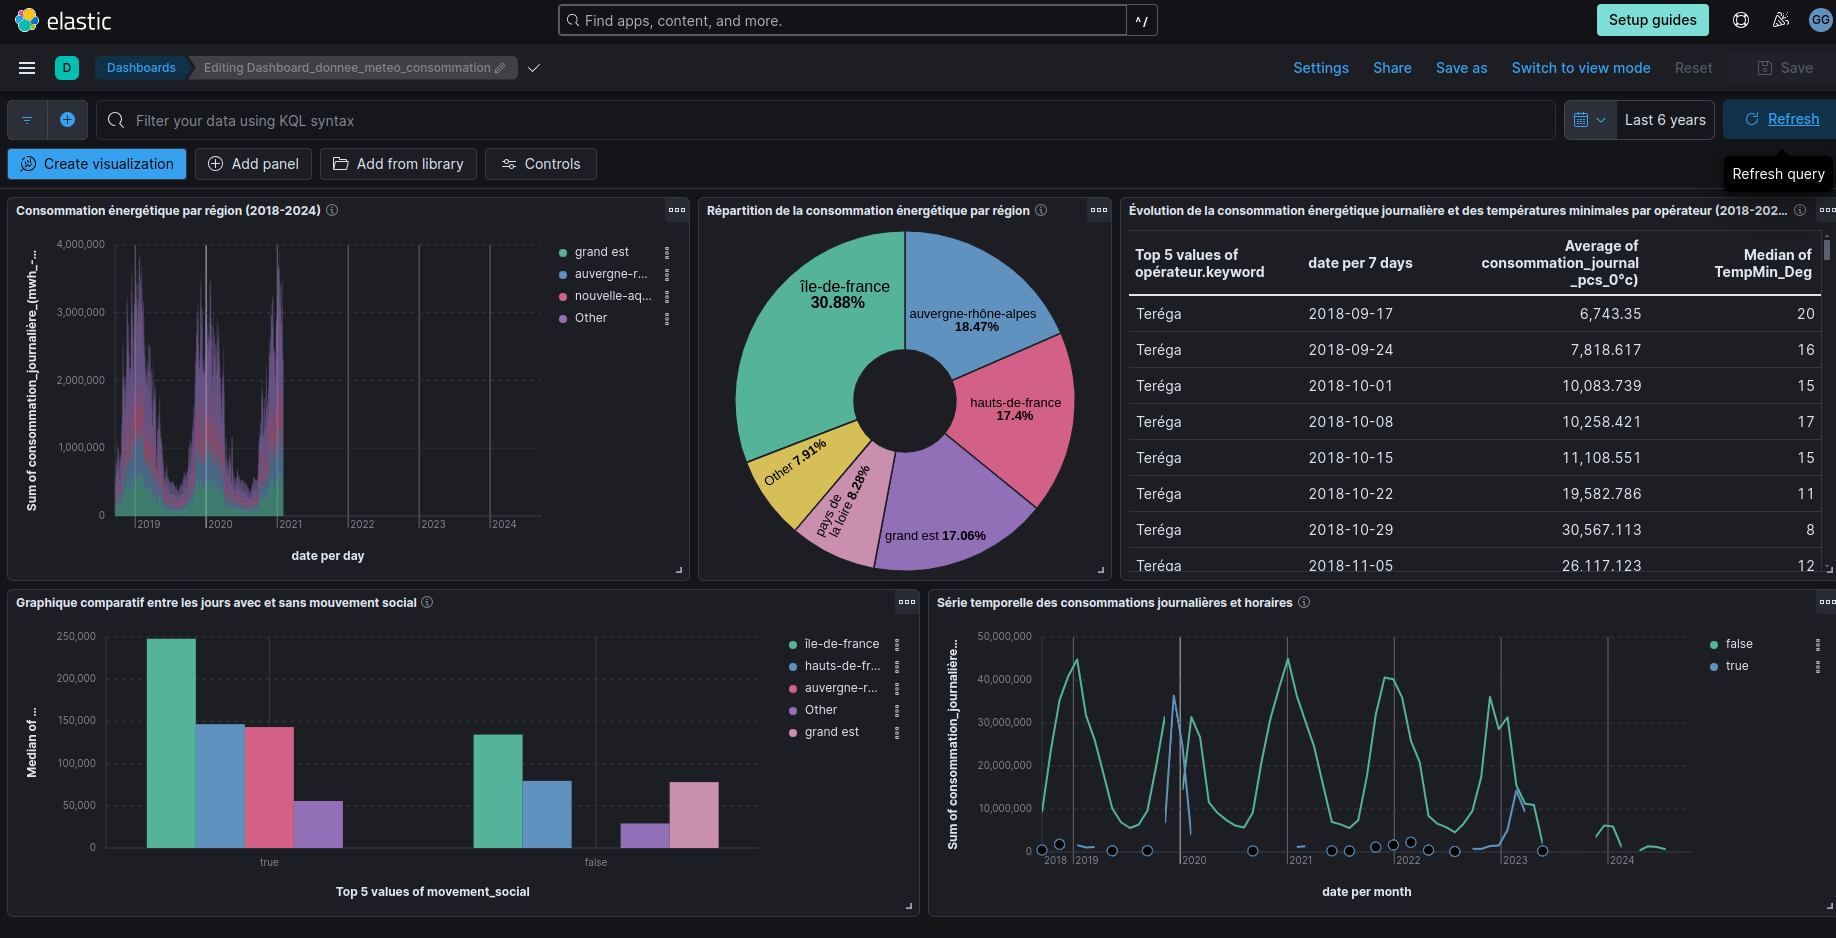 elastic
Find apps, content, and more.
^ /
Setup guides
GG
D
Dashboards
Editing Dashboard_donnee_meteo_consommation
Settings
Share
Save as
Switch to view mode
Reset
Save
Filter your data using KQL syntax
Last 6 years
Refresh
Create visualization
Add panel
Add from library
Controls
Refresh query
Consommation énergétique par région (2018-2024)
Sum of consommation_journalière_(mwh_-...
4,000,000
3,000,000
2,000,000
1,000,000
0
2019
2020
2021
2022
2023
2024
date per day
grand est
auvergne-r...
nouvelle-aq...
Other
Répartition de la consommation énergétique par région
île-de-france
30.88%
auvergne-rhône-alpes
18.47%
hauts-de-france
17.4%
grand est 17.06%
pays de
la loire 8.28%
Other 7.91%
Évolution de la consommation énergétique journalière et des températures minimales par opérateur (2018-202...
Top 5 values of
opérateur.keyword
date per 7 days
Average of
consommation_journal
_pcs_0°c)
Median of
TempMin_Deg
Teréga 2018-09-17 6,743.35 20
Teréga 2018-09-24 7,818.617 16
Teréga 2018-10-01 10,083.739 15
Teréga 2018-10-08 10,258.421 17
Teréga 2018-10-15 11,108.551 15
Teréga 2018-10-22 19,582.786 11
Teréga 2018-10-29 30,567.113 8
Teréga 2018-11-05 26,117.123 12
Graphique comparatif entre les jours avec et sans mouvement social
Median of ...
250,000
200,000
150,000
100,000
50,000
0
true
false
Top 5 values of movement_social
île-de-france
hauts-de-fr...
auvergne-r...
Other
grand est
Série temporelle des consommations journalières et horaires
Sum of consommation_journalière...
50,000,000
40,000,000
30,000,000
20,000,000
10,000,000
0
2018
2019
2020
2021
2022
2023
2024
date per month
false
true